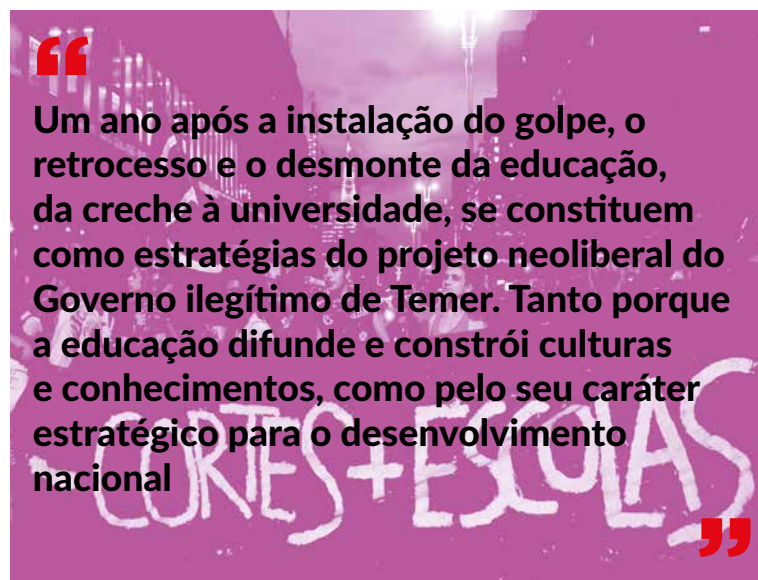 “
Um ano após a instalação do golpe, o
retrocesso e o desmonte da educação,
da creche à universidade, se constituem
como estratégias do projeto neoliberal do
Governo ilegítimo de Temer. Tanto porque
a educação difunde e constrói culturas
e conhecimentos, como pelo seu caráter
estratégico para o desenvolvimento
nacional
- CORTES + ESCOLAS
”